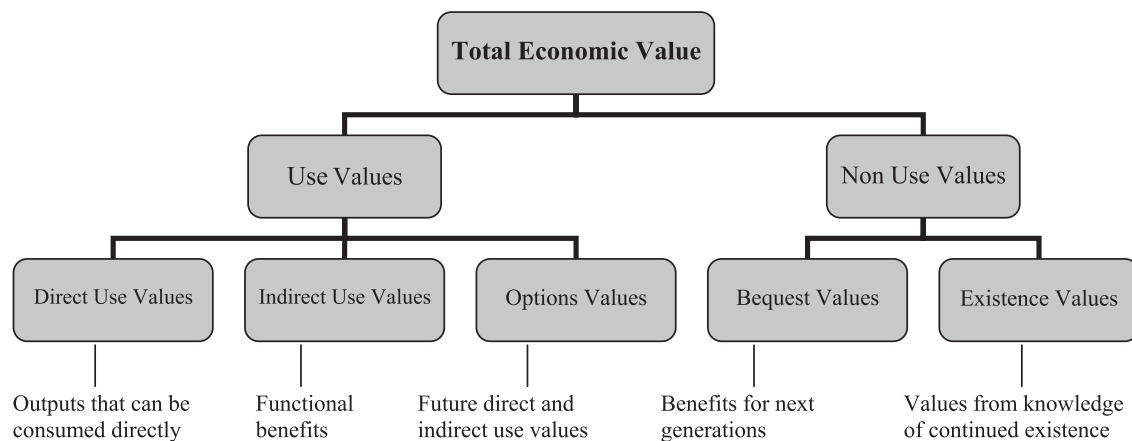 Total Economic Value
Use Values
Non Use Values
Direct Use Values
Indirect Use Values
Options Values
Bequest Values
Existence Values
Outputs that can be
consumed directly
Functional
benefits
Future direct and
indirect use values
Benefits for next
generations
Values from knowledge
of continued existence